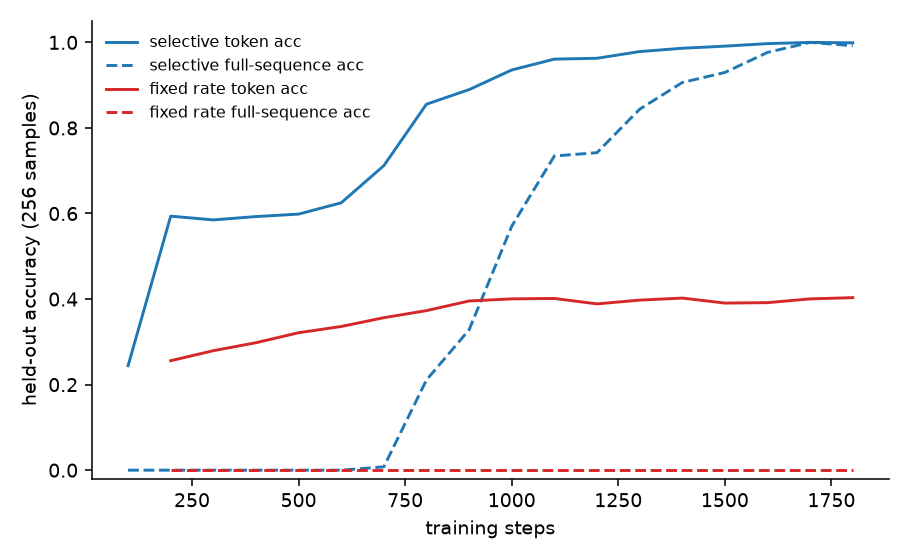 selective token acc
selective full-sequence acc
fixed rate token acc
fixed rate full-sequence acc
held-out accuracy (256 samples)
1.0
0.8
0.6
0.4
0.2
0.0
250 500 750 1000 1250 1500 1750
training steps